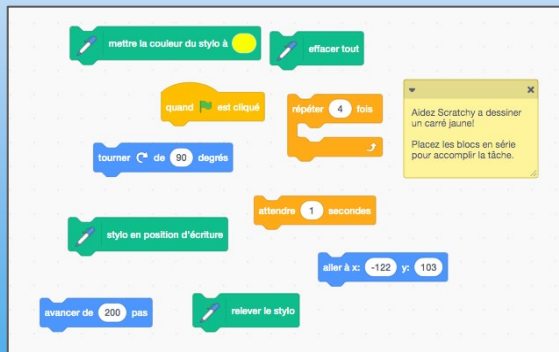 mettre la couleur du stylo à
effacer tout
quand est cliqué
répéter 4 fois
Aidez Scratchy a dessiner
un carré jaune!
Placez les blocs en série
pour accomplir la tâche.
tourner de 90 degrés
attendre 1 secondes
stylo en position d'écriture
aller à x: -122 y: 103
avancer de 200 pas
relever le stylo